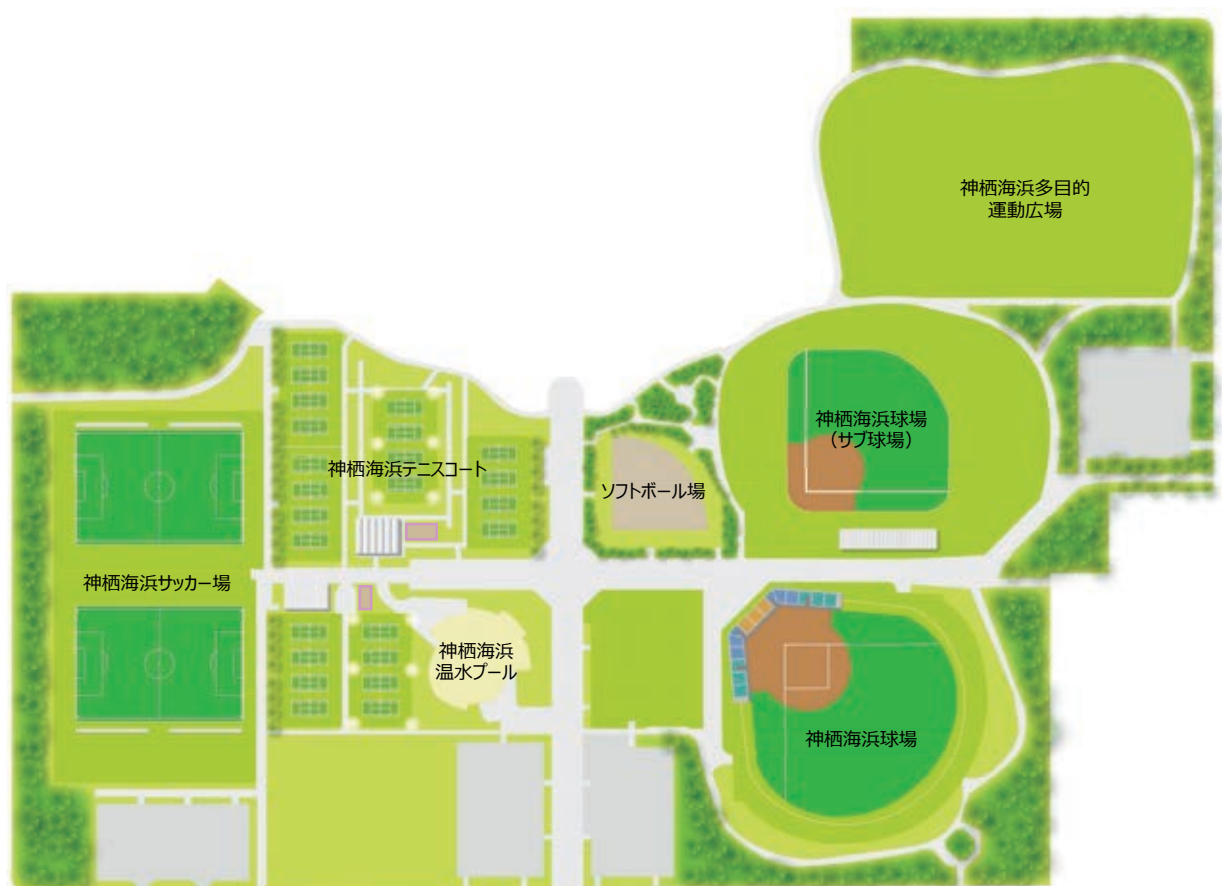 神栖海浜多目的
運動広場
神栖海浜球場
（サブ球場）
神栖海浜テニスコート
ソフトボール場
神栖海浜サッカー場
神栖海浜
温水プール
神栖海浜球場